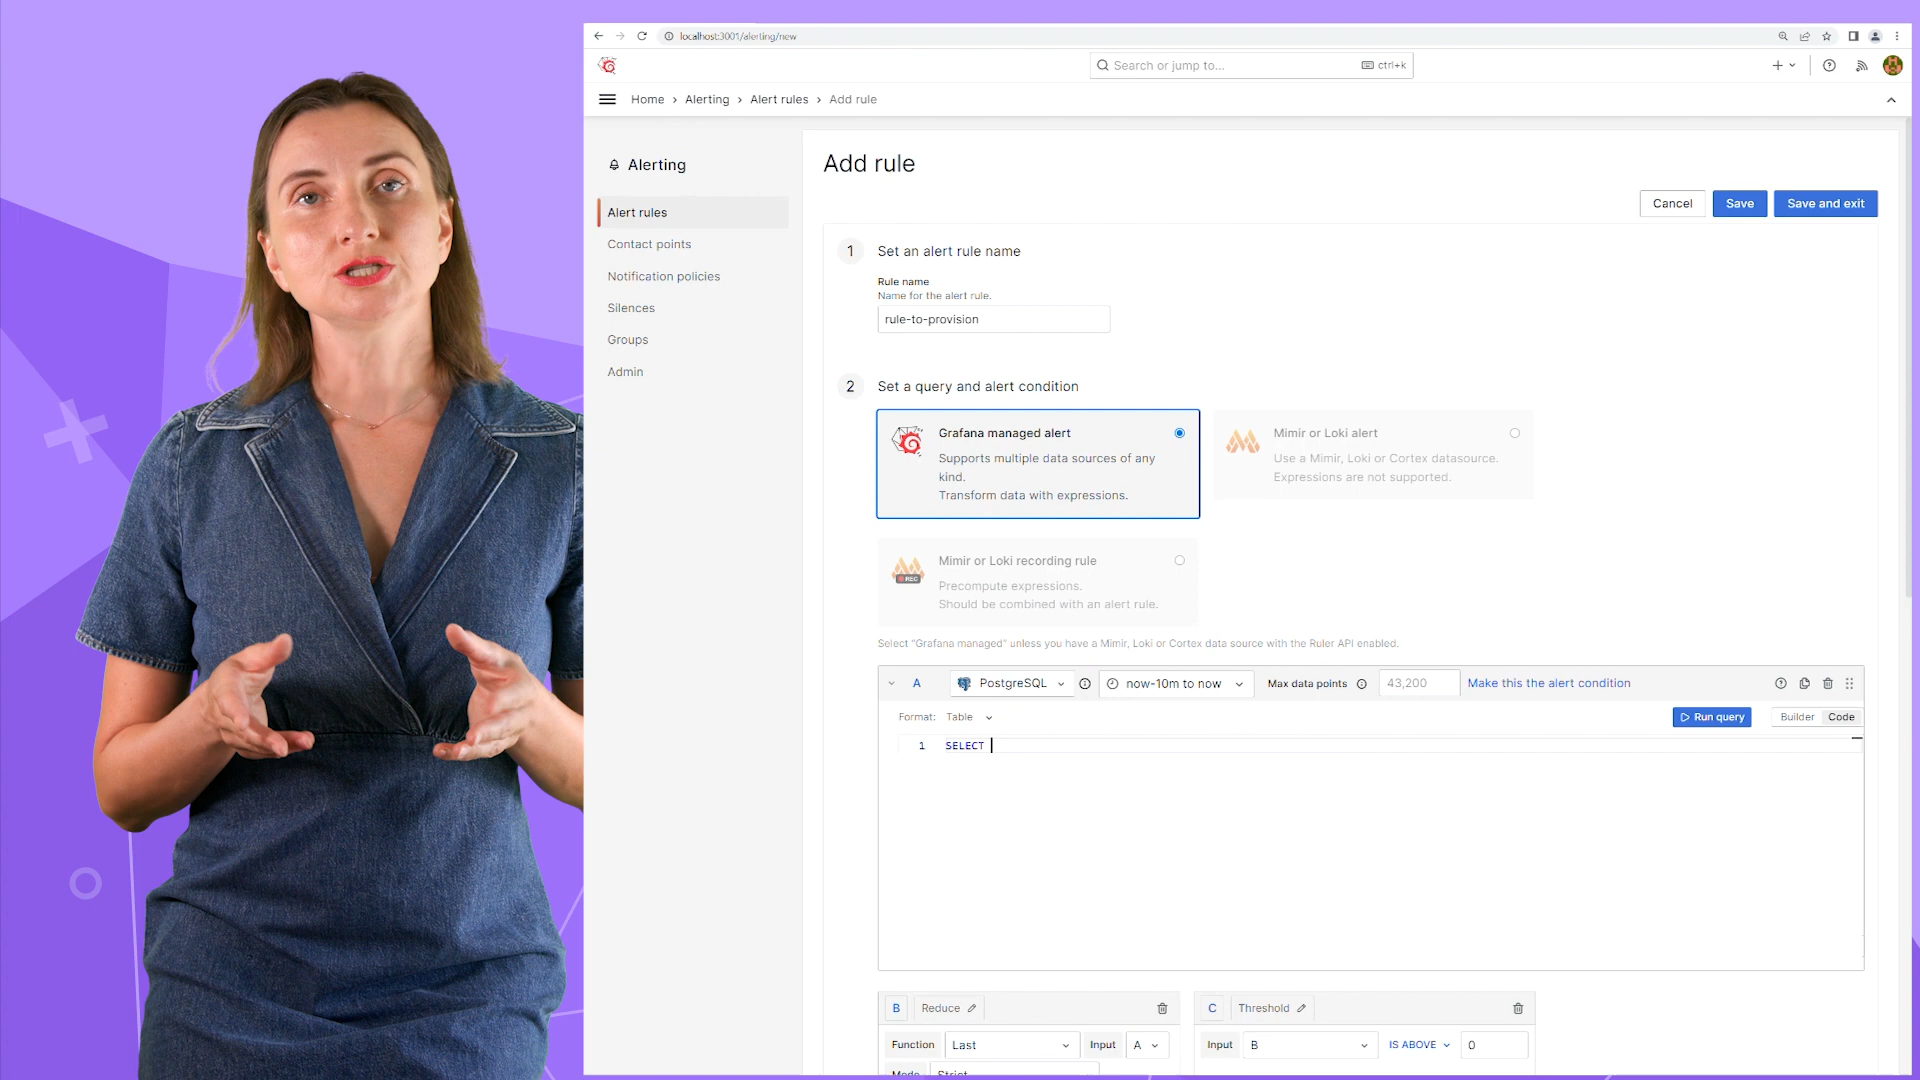 localhost:3001/alerting/new
Search or jump to...
ctrl+k
Home > Alerting > Alert rules > Add rule
Alerting
Alert rules
Contact points
Notification policies
Silences
Groups
Admin
Add rule
Cancel
Save
Save and exit
1 Set an alert rule name
Rule name
Name for the alert rule.
rule-to-provision
2 Set a query and alert condition
Grafana managed alert
Supports multiple data sources of any
kind.
Transform data with expressions.
Mimir or Loki alert
Use a Mimir, Loki or Cortex datasource.
Expressions are not supported.
REC
Mimir or Loki recording rule
Precompute expressions.
Should be combined with an alert rule.
Select "Grafana managed" unless you have a Mimir, Loki or Cortex data source with the Ruler API enabled.
A PostgreSQL now-10m to now Max data points 43,200 Make this the alert condition
Format: Table Run query Builder Code
1 SELECT
B Reduce
Function Last Input A
Mode Strict
C Threshold
Input B IS ABOVE 0